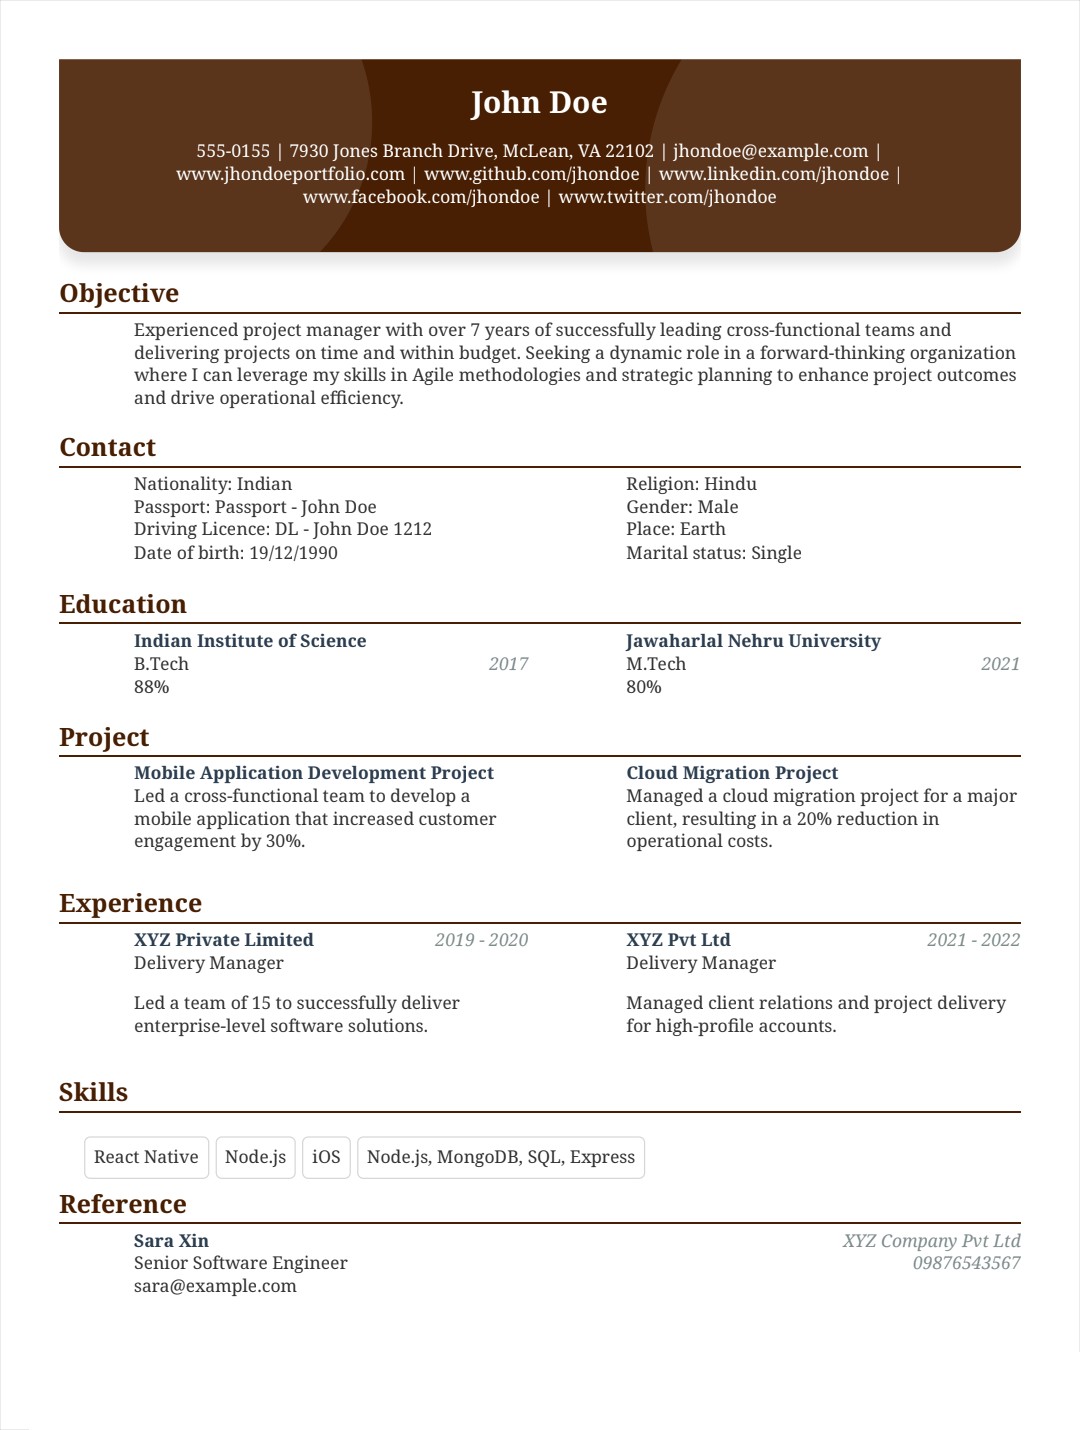 John Doe
555-0155 | 7930 Jones Branch Drive, McLean, VA 22102 | jhondoe@example.com |
www.jhondoeportfolio.com | www.github.com/jhondoe | www.linkedin.com/jhondoe |
www.facebook.com/jhondoe | www.twitter.com/jhondoe
Objective
Experienced project manager with over 7 years of successfully leading cross-functional teams and
delivering projects on time and within budget. Seeking a dynamic role in a forward-thinking organization
where I can leverage my skills in Agile methodologies and strategic planning to enhance project outcomes
and drive operational efficiency.
Contact
Nationality: Indian
Passport: Passport - John Doe
Driving Licence: DL - John Doe 1212
Date of birth: 19/12/1990
Religion: Hindu
Gender: Male
Place: Earth
Marital status: Single
Education
Indian Institute of Science
B.Tech 2017
88%
Jawaharlal Nehru University
M.Tech 2021
80%
Project
Mobile Application Development Project
Led a cross-functional team to develop a
mobile application that increased customer
engagement by 30%.
Cloud Migration Project
Managed a cloud migration project for a major
client, resulting in a 20% reduction in
operational costs.
Experience
XYZ Private Limited 2019 - 2020
Delivery Manager
Led a team of 15 to successfully deliver
enterprise-level software solutions.
XYZ Pvt Ltd 2021 - 2022
Delivery Manager
Managed client relations and project delivery
for high-profile accounts.
Skills
React Native Node.js iOS Node.js, MongoDB, SQL, Express
Reference
Sara Xin XYZ Company Pvt Ltd
Senior Software Engineer 09876543567
sara@example.com